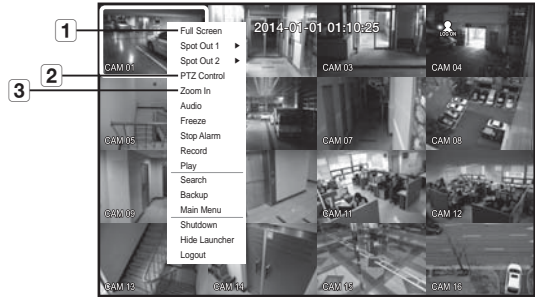 1
2
3
Full Screen
Spot Out 1 ▶
Spot Out 2 ▶
PTZ Control
Zoom In
Audio
Freeze
Stop Alarm
Record
Play
Search
Backup
Main Menu
Shutdown
Hide Launcher
Logout
2014-01-01 01:10:25
LOG ON
CAM 01
CAM 03
CAM 04
CAM 05
CAM 07
CAM 08
CAM 09
CAM 11
CAM 12
CAM 13
CAM 14
CAM 15
CAM 16